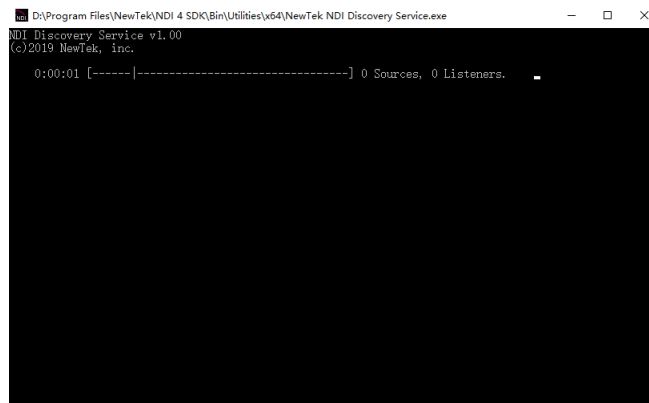 NDI D:\Program Files\NewTek\NDI 4 SDK\Bin\Utilities\x64\NewTek NDI Discovery Service.exe
NDI Discovery Service v1.00
(c)2019 NewTek, inc.
0:00:01 [------|---------------------------------] 0 Sources, 0 Listeners.